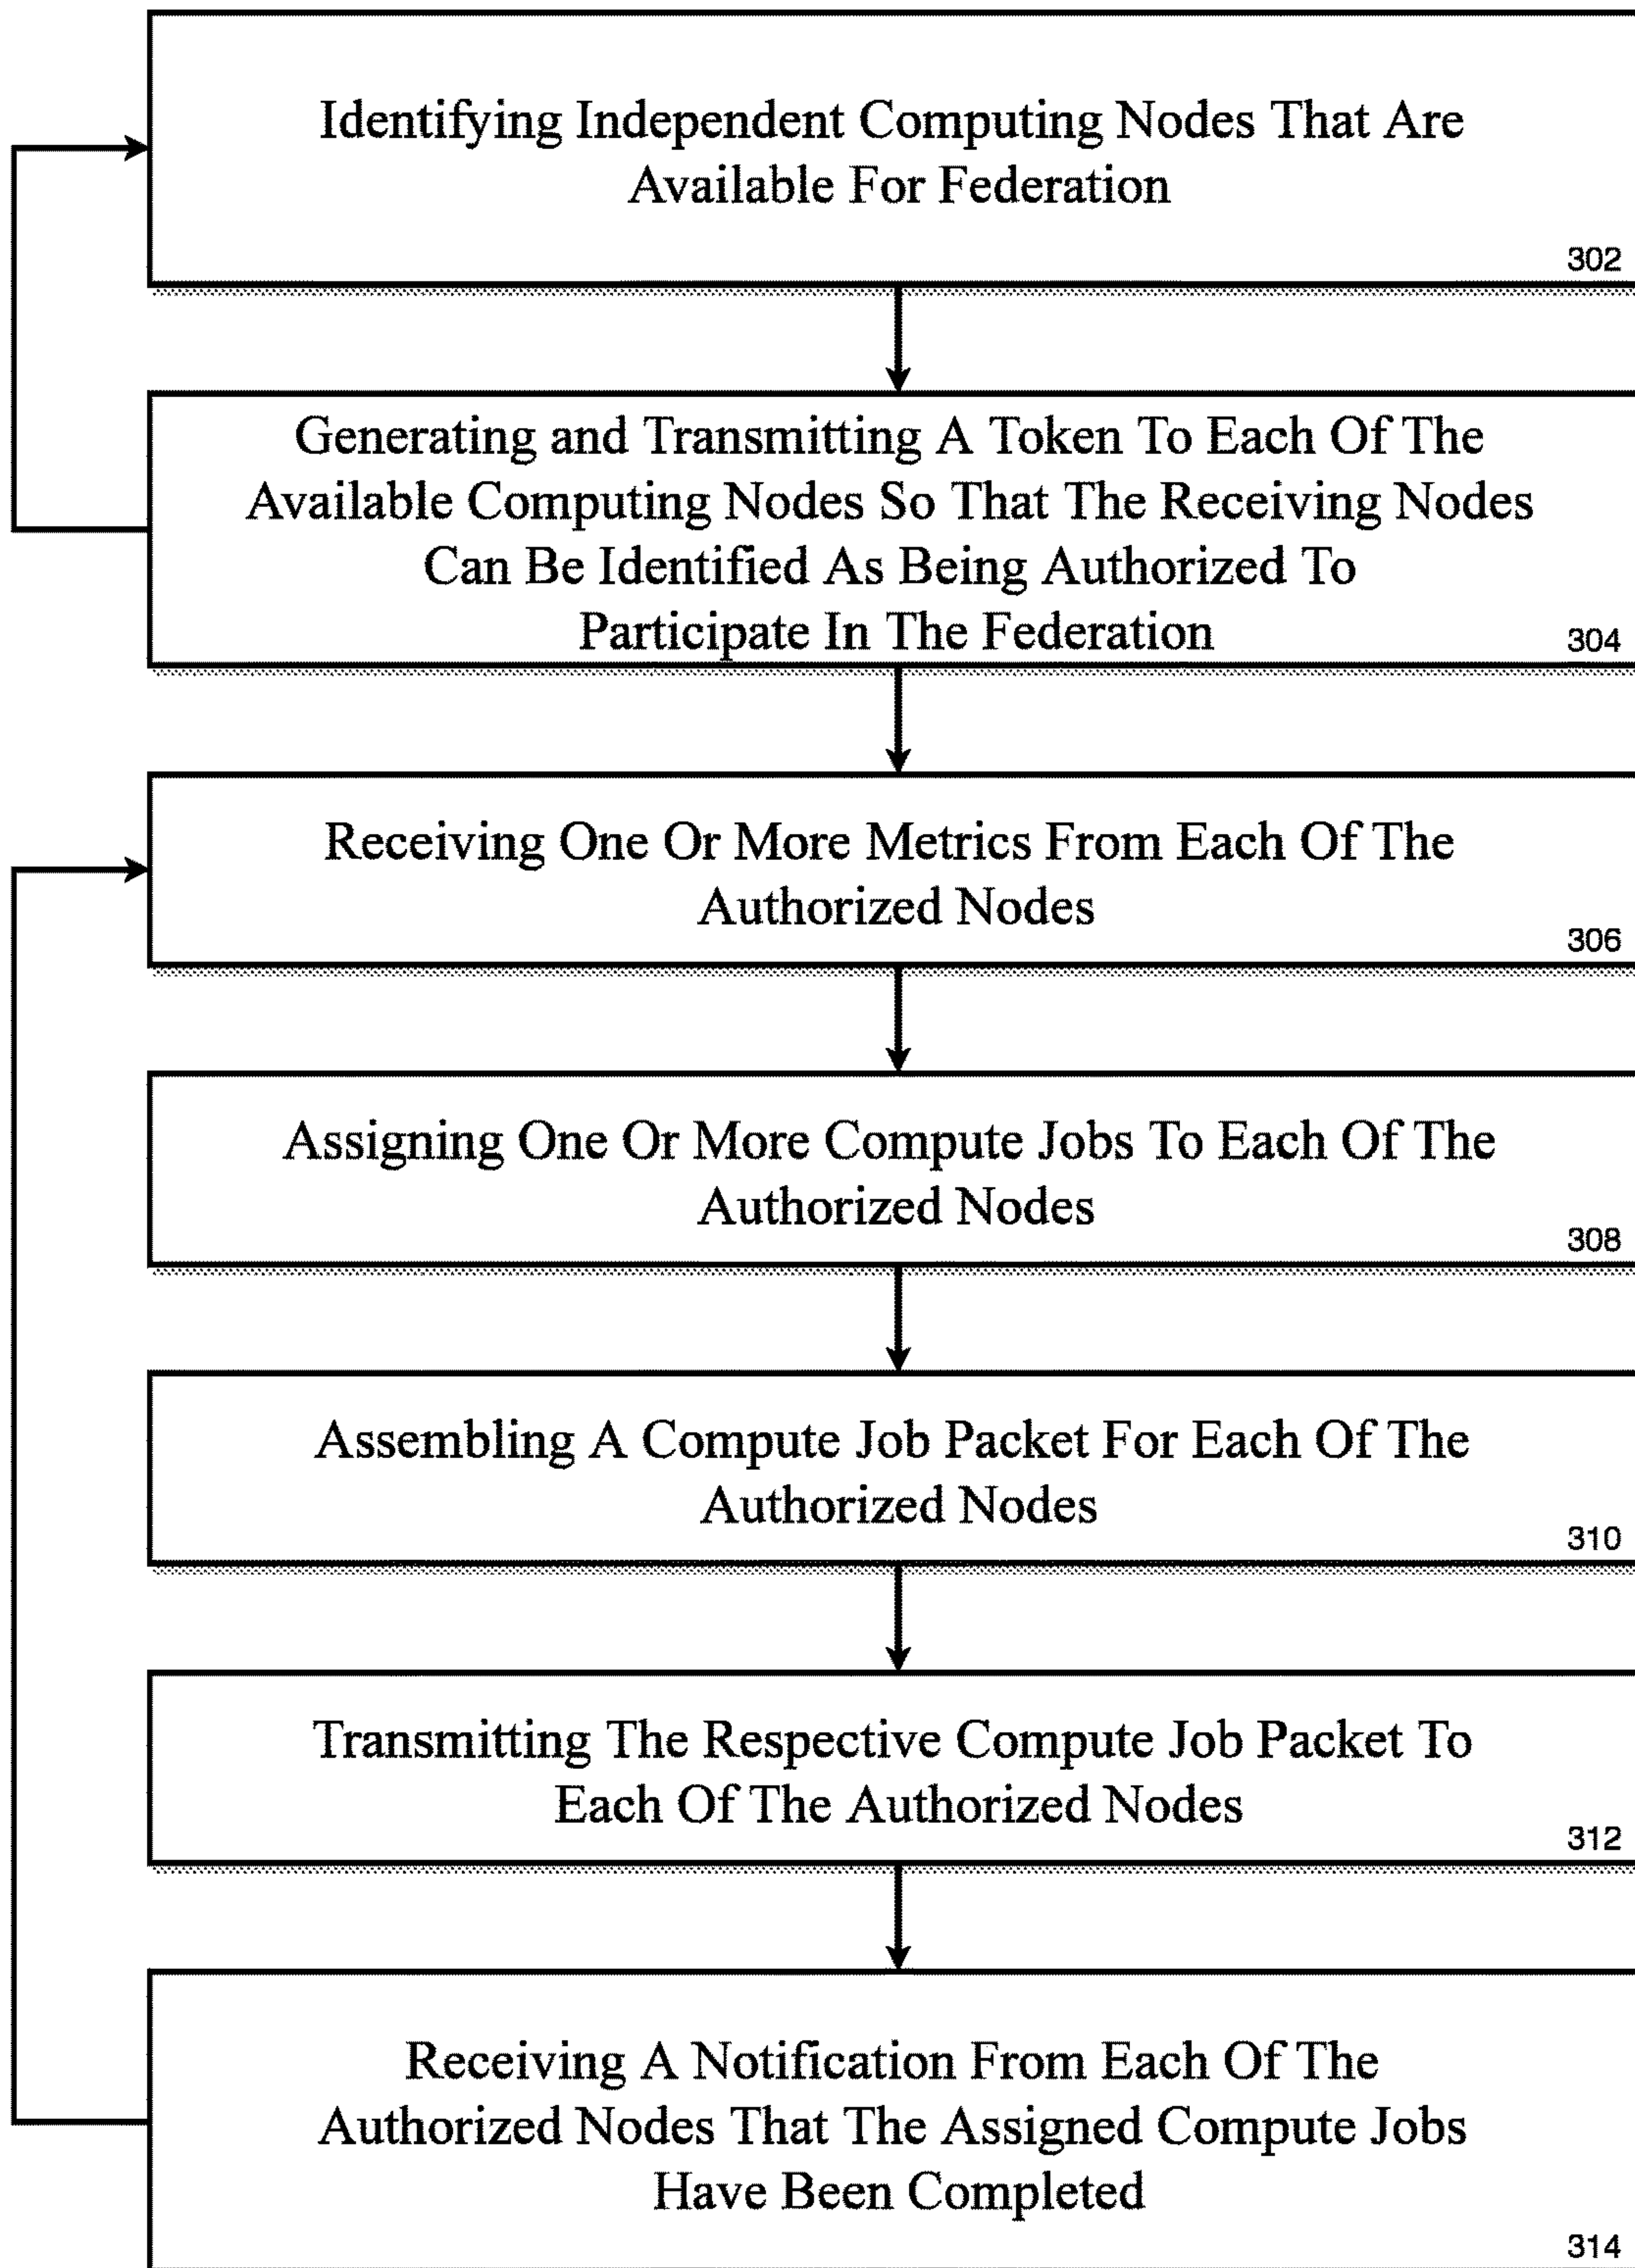 Identifying Independent Computing Nodes That Are
Available For Federation
302
Generating and Transmitting A Token To Each Of The
Available Computing Nodes So That The Receiving Nodes
Can Be Identified As Being Authorized To
Participate In The Federation
304
Receiving One Or More Metrics From Each Of The
Authorized Nodes
306
Assigning One Or More Compute Jobs To Each Of The
Authorized Nodes
308
Assembling A Compute Job Packet For Each Of The
Authorized Nodes
310
Transmitting The Respective Compute Job Packet To
Each Of The Authorized Nodes
312
Receiving A Notification From Each Of The
Authorized Nodes That The Assigned Compute Jobs
Have Been Completed
314